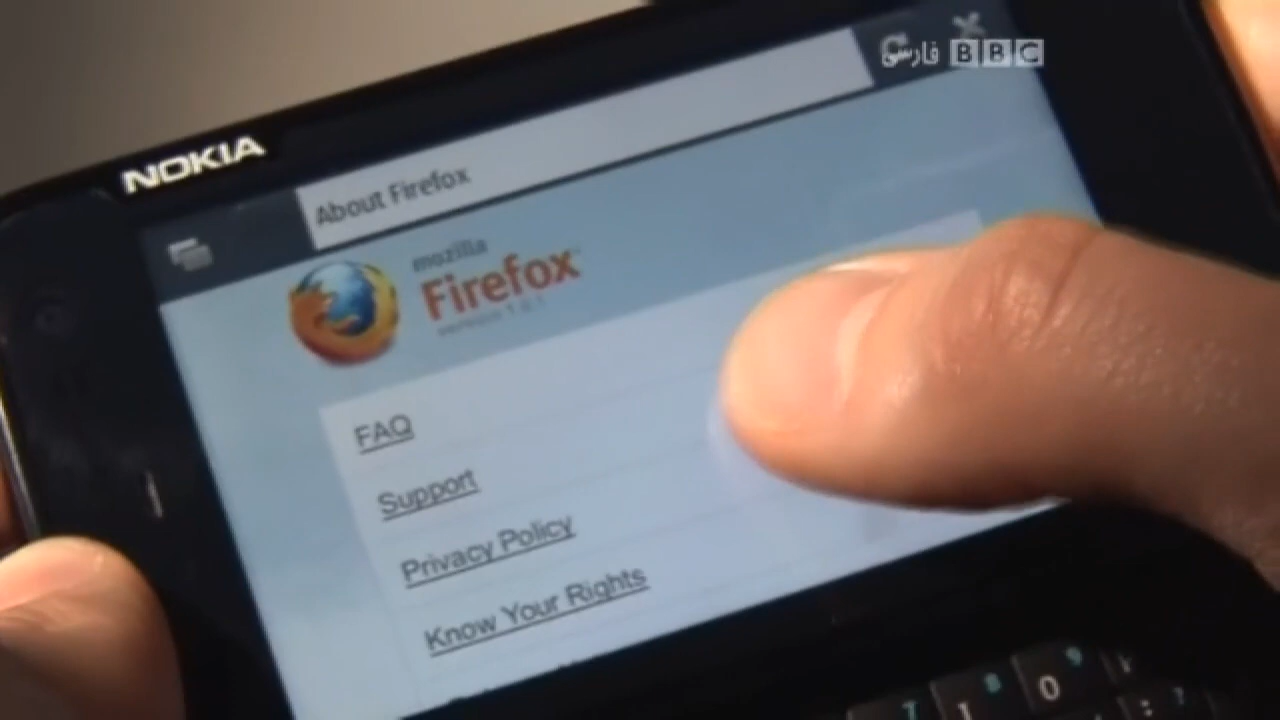 فارسی BBC
NOKIA
About Firefox
mozilla
Firefox
FAQ
Support
Privacy Policy
Know Your Rights